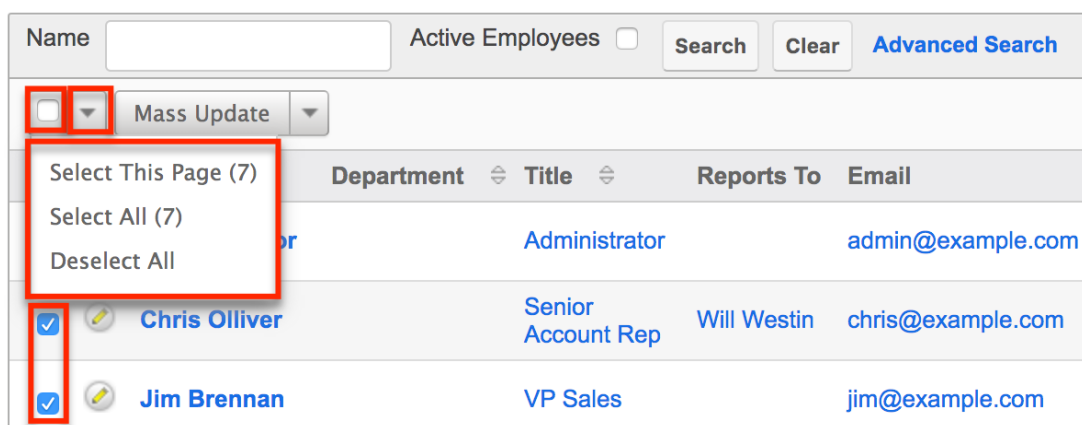 Name Active Employees Search Clear Advanced Search
Mass Update
Select This Page (7)
Department Title Reports To Email
Select All (7)
Administrator admin@example.com
Deselect All
Chris Olliver Senior Account Rep Will Westin chris@example.com
Jim Brennan VP Sales jim@example.com